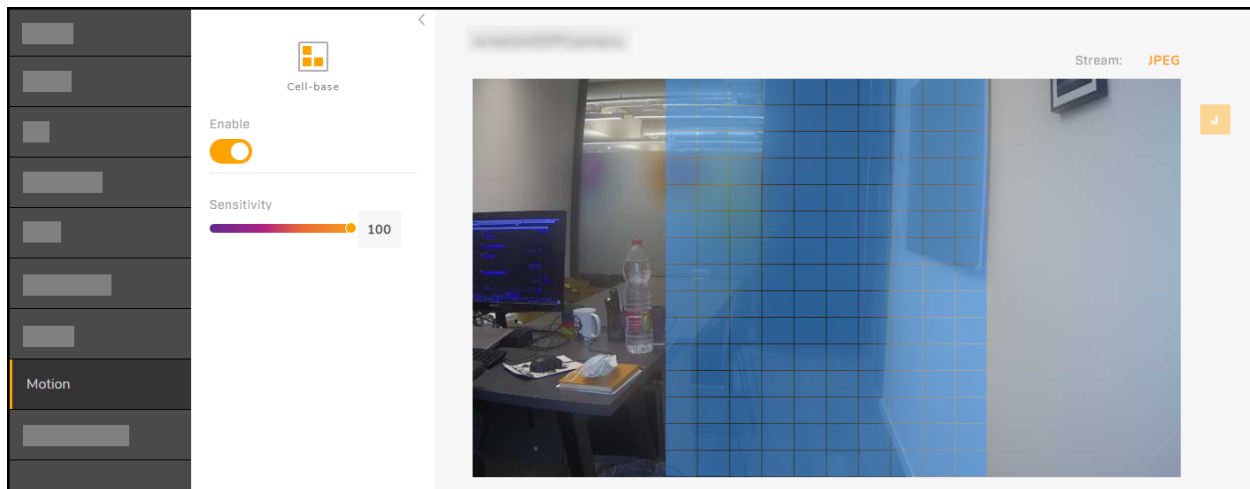 Cell-base
Enable
Sensitivity
100
Motion
Stream: JPEG
J